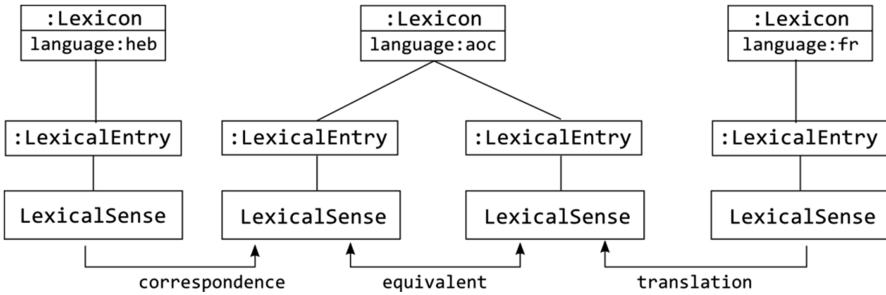 :Lexicon
language:heb
:Lexicon
language:aoc
:Lexicon
language:fr
:LexicalEntry
:LexicalEntry
:LexicalEntry
:LexicalEntry
LexicalSense
LexicalSense
LexicalSense
LexicalSense
correspondence
equivalent
translation